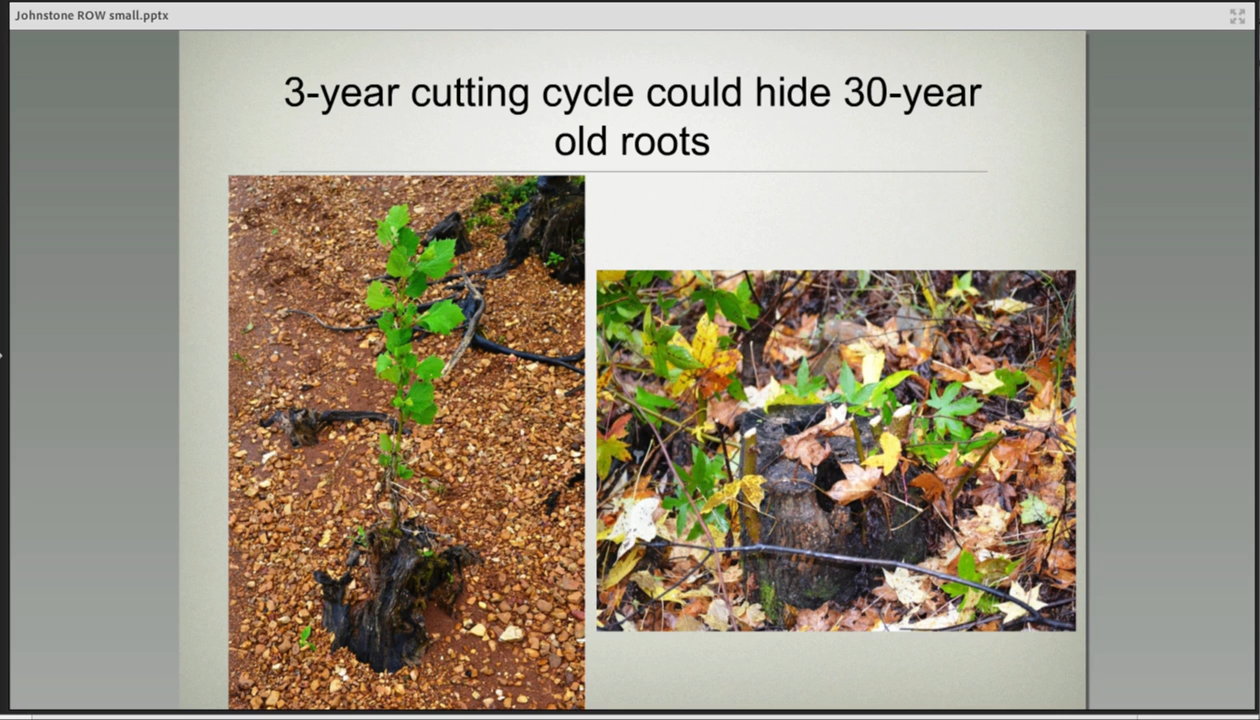 Johnstone ROW small.pptx
3-year cutting cycle could hide 30-year
old roots